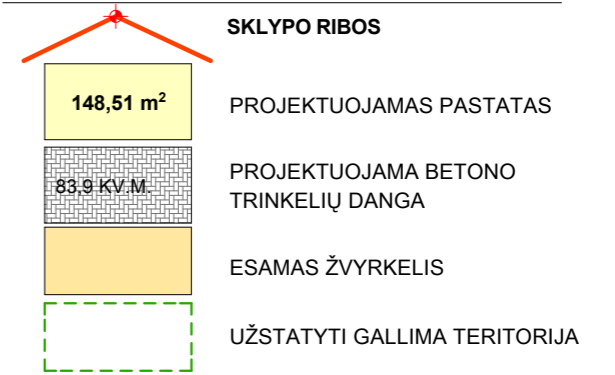 SKLYPO RIBOS
148,51 m²
PROJEKTUOJAMAS PASTATAS
83,9 KV.M.
PROJEKTUOJAMA BETONO
TRINKELIŲ DANGA
ESAMAS ŽVYRKELIS
UŽSTATYTI GALLIMA TERITORIJA